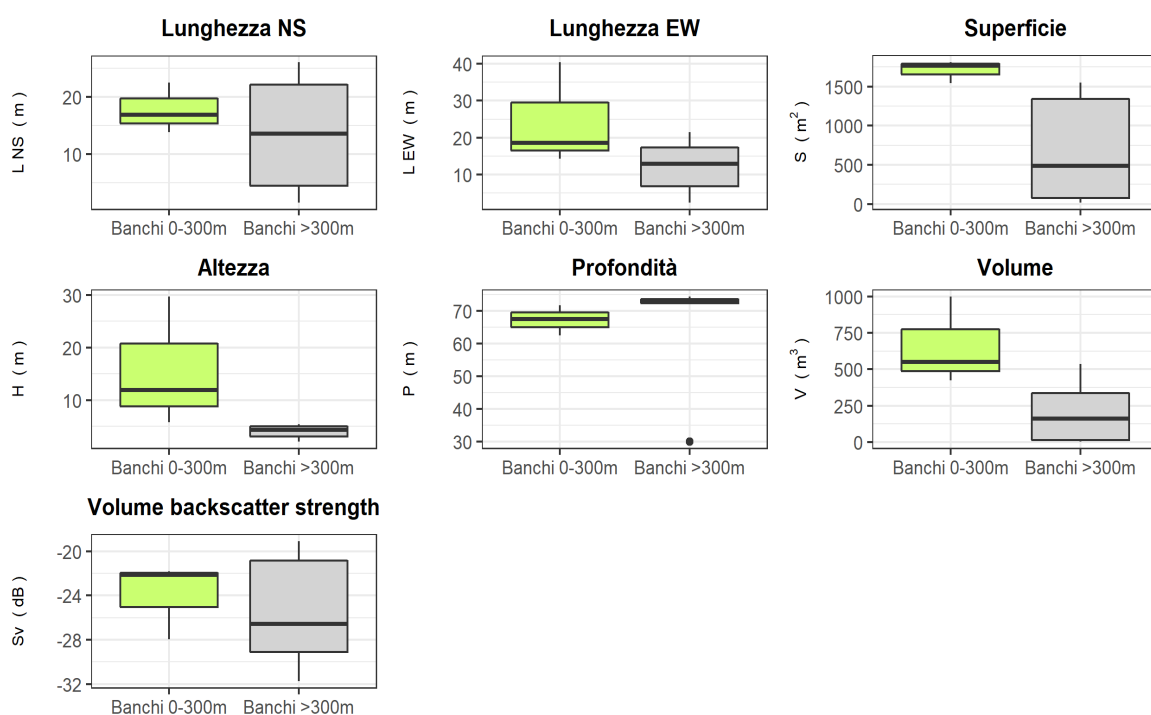 Lunghezza NS
L NS ( m )
20
10
Banchi 0-300m Banchi >300m
Lunghezza EW
L EW ( m )
40
30
20
10
Banchi 0-300m Banchi >300m
Superficie
S ( m² )
1500
1000
500
0
Banchi 0-300m Banchi >300m
Altezza
H ( m )
30
20
10
Banchi 0-300m Banchi >300m
Profondità
P ( m )
70
60
50
40
30
Banchi 0-300m Banchi >300m
Volume
V ( m³ )
1000
750
500
250
0
Banchi 0-300m Banchi >300m
Volume backscatter strength
Sv ( dB )
-20
-24
-28
-32
Banchi 0-300m Banchi >300m